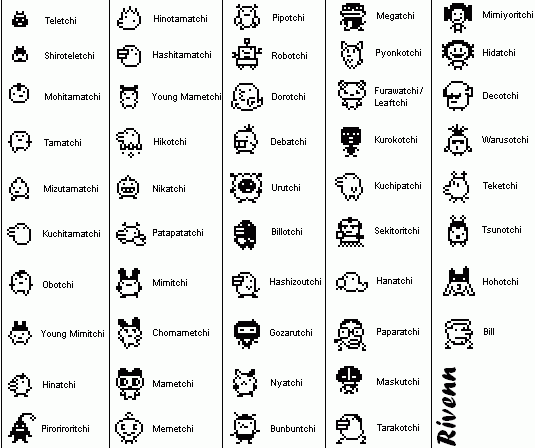 Teletchi
Shiroteletchi
Mohitamatchi
Tamatchi
Mizutamatchi
Kuchitamatchi
Obotchi
Young Mimitchi
Hinatchi
Pirorirori­tchi
Hinotamatchi
Hashitamatchi
Young Mametchi
Hikotchi
Nikatchi
Patapatatchi
Mimitchi
Chomametchi
Mametchi
Memetchi
Pipotchi
Robotchi
Dorotchi
Debatchi
Urutchi
Billotchi
Hashizoutchi
Gozarutchi
Nyatchi
Bunbuntchi
Megatchi
Pyonkotchi
Furawatchi /
Leaftchi
Kurokotchi
Kuchipatchi
Sekitoritchi
Hanatchi
Paparatchi
Maskutchi
Tarakotchi
Mimiyoritchi
Hidatchi
Decotchi
Warusotchi
Teketchi
Tsunotchi
Hohotchi
Bill
Rivenn